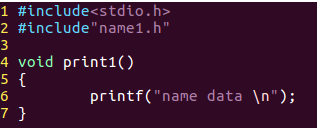 1 #include<stdio.h>
2 #include"name1.h"
3
4 void print1()
5 {
6         printf("name data \n");
7 }